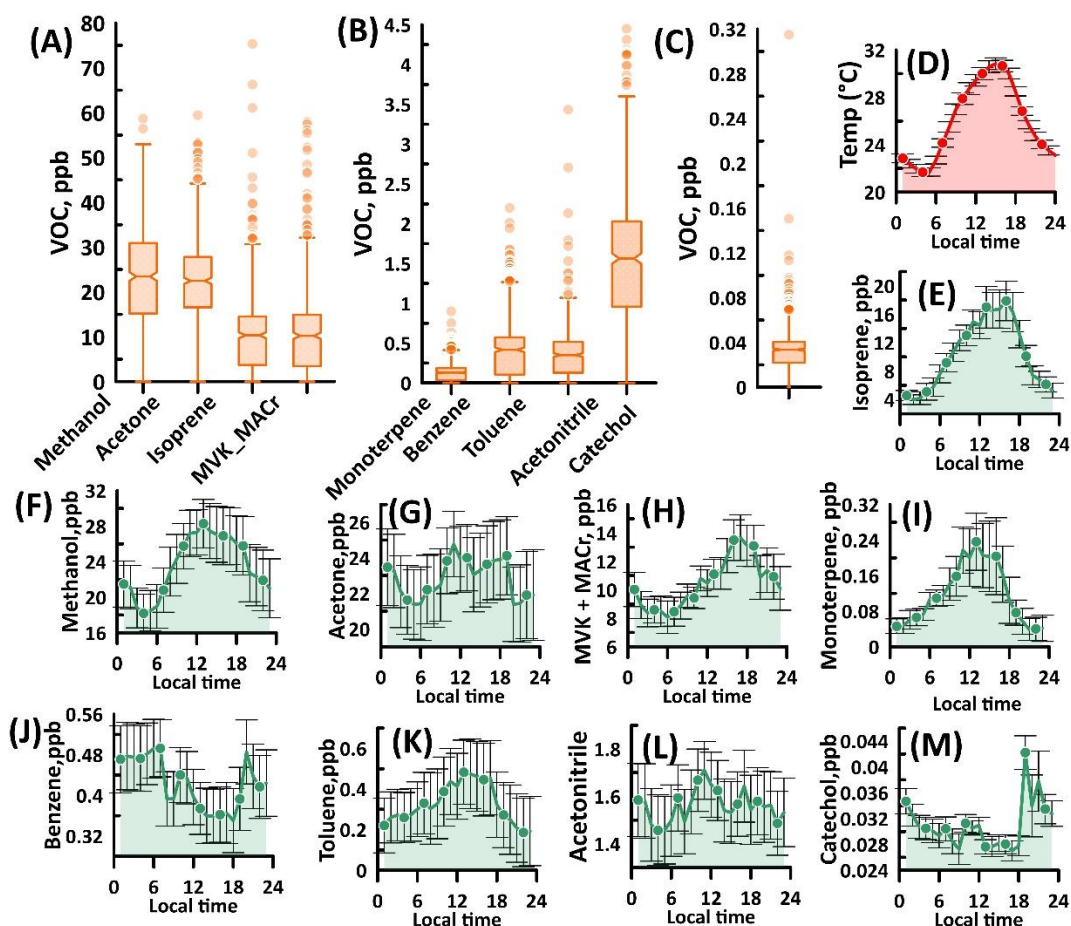 (A)
VOC, ppb
80
70
60
50
40
30
20
10
0
Methanol
Acetone
Isoprene
MVK_MACr
(B)
VOC, ppb
4.5
4
3.5
3
2.5
2
1.5
1
0.5
0
Monoterpene
Benzene
Toluene
Acetonitrile
Catechol
(C)
VOC, ppb
0.32
0.28
0.24
0.2
0.16
0.12
0.08
0.04
0
(D)
Temp (°C)
32
28
24
20
0 6 12 18 24
Local time
(E)
Isoprene, ppb
20
16
12
8
4
0 6 12 18 24
Local time
(F)
Methanol,ppb
32
28
24
20
16
0 6 12 18 24
Local time
(G)
Acetone,ppb
26
24
22
20
0 6 12 18 24
Local time
(H)
MVK + MACr, ppb
16
14
12
10
8
6
0 6 12 18 24
Local time
(I)
Monoterpene, ppb
0.32
0.24
0.16
0.08
0
0 6 12 18 24
Local time
(J)
Benzene,ppb
0.56
0.48
0.4
0.32
0 6 12 18 24
Local time
(K)
Toluene,ppb
0.6
0.4
0.2
0
0 6 12 18 24
Local time
(L)
Acetonitrile
1.8
1.6
1.4
0 6 12 18 24
Local time
(M)
Catechol,ppb
0.044
0.04
0.036
0.032
0.028
0.024
0 6 12 18 24
Local time